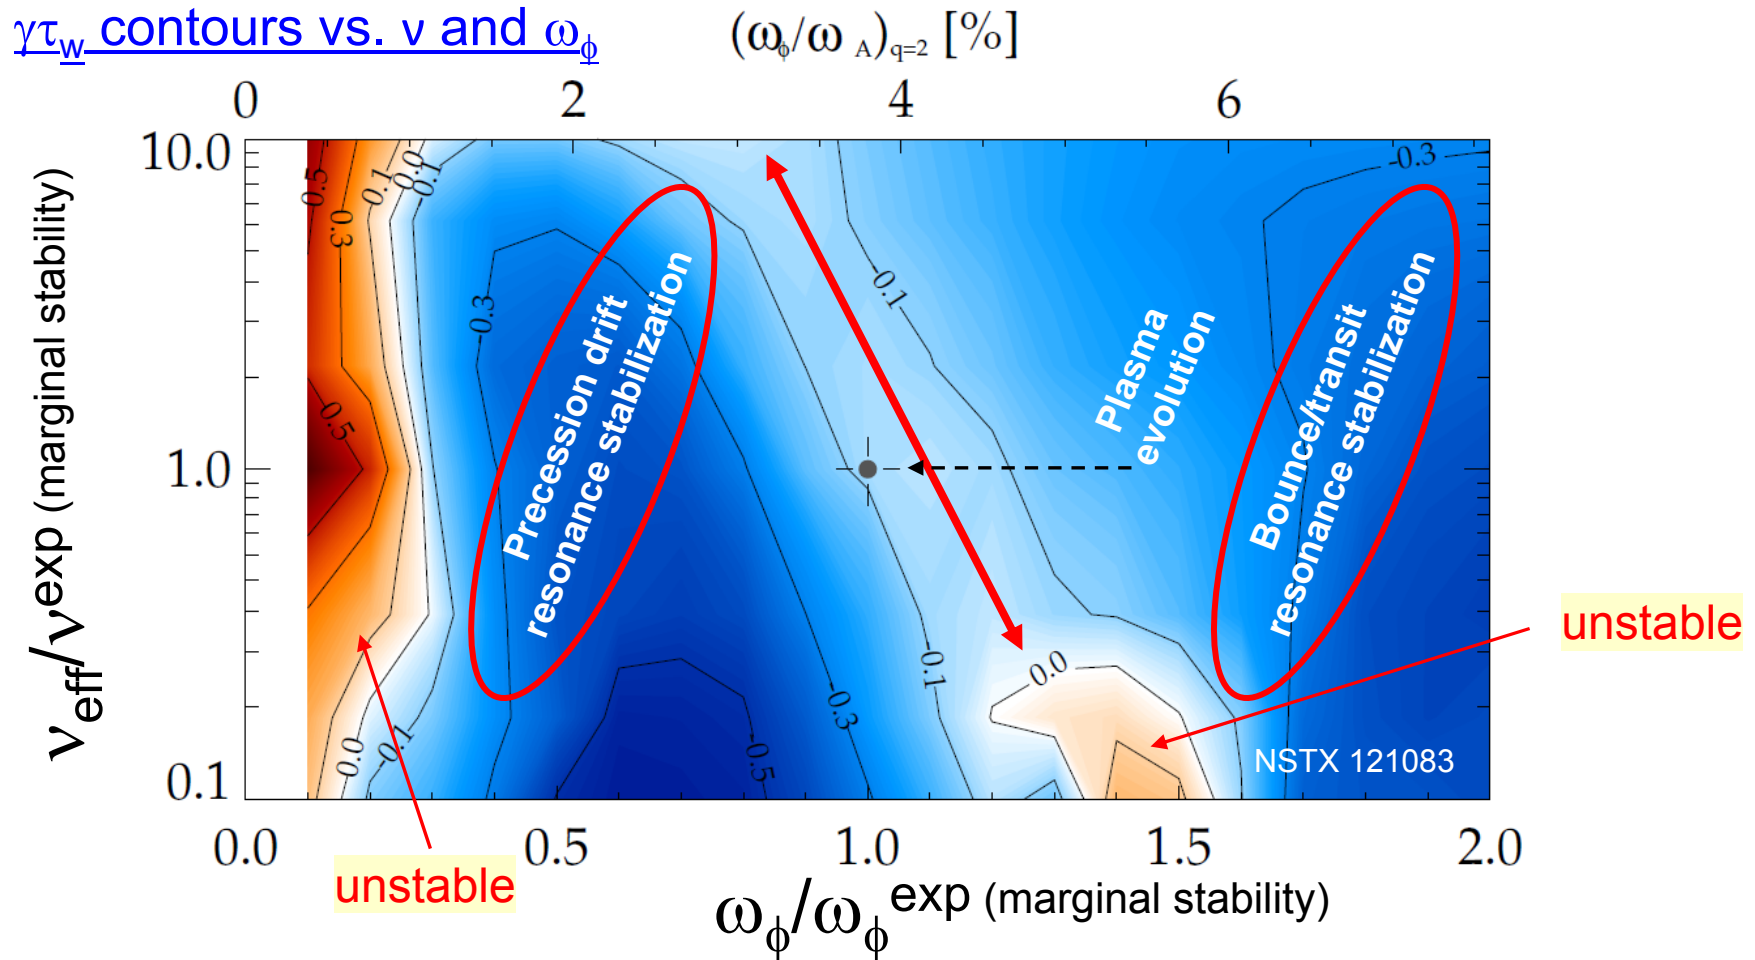 γτw contours vs. ν and ωϕ
(ωϕ/ω A)q=2 [%]
0 2 4 6
10.0
1.0
0.1
νeff/νexp (marginal stability)
0.5
0.3
0.1
0.0
-0.1
-0.3
-0.3
0.5
-0.1
-0.1
-0.3
-0.5
0.0
0.0
-0.1
Precession drift
resonance stabilization
Plasma
evolution
Bounce/transit
resonance stabilization
unstable
NSTX 121083
0.0 0.5 1.0 1.5 2.0
unstable
ωϕ/ωϕexp (marginal stability)